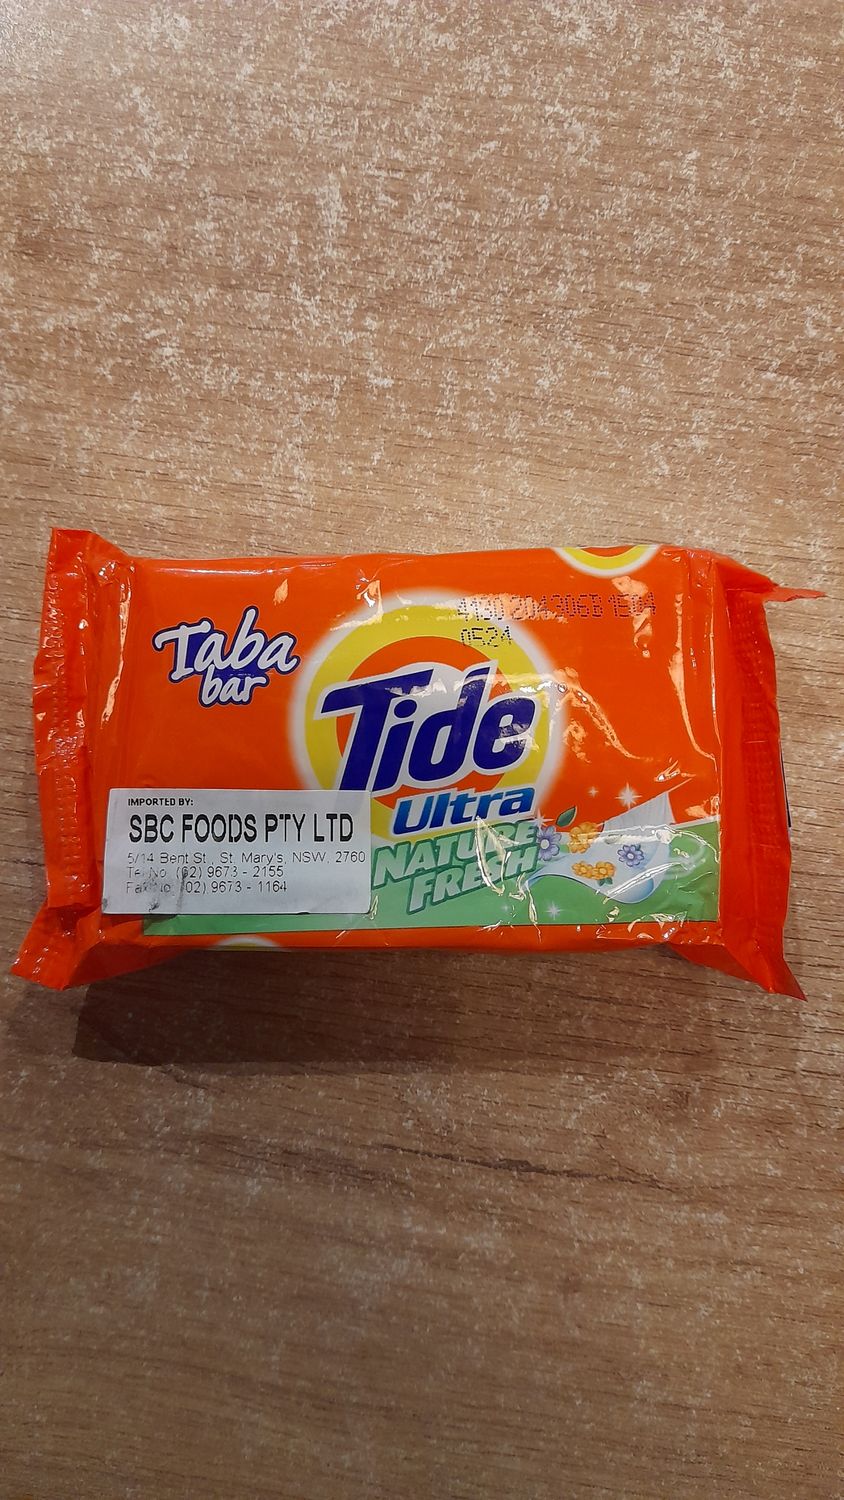 Taba
bar
0524
Tide
Ultra
NATURE
FRESH
IMPORTED BY:
SBC FOODS PTY LTD
5/14 Bent St., St. Mary's, NSW, 2760
Tel No. (02) 9673 - 2155
Fax No. (02) 9673 - 1164